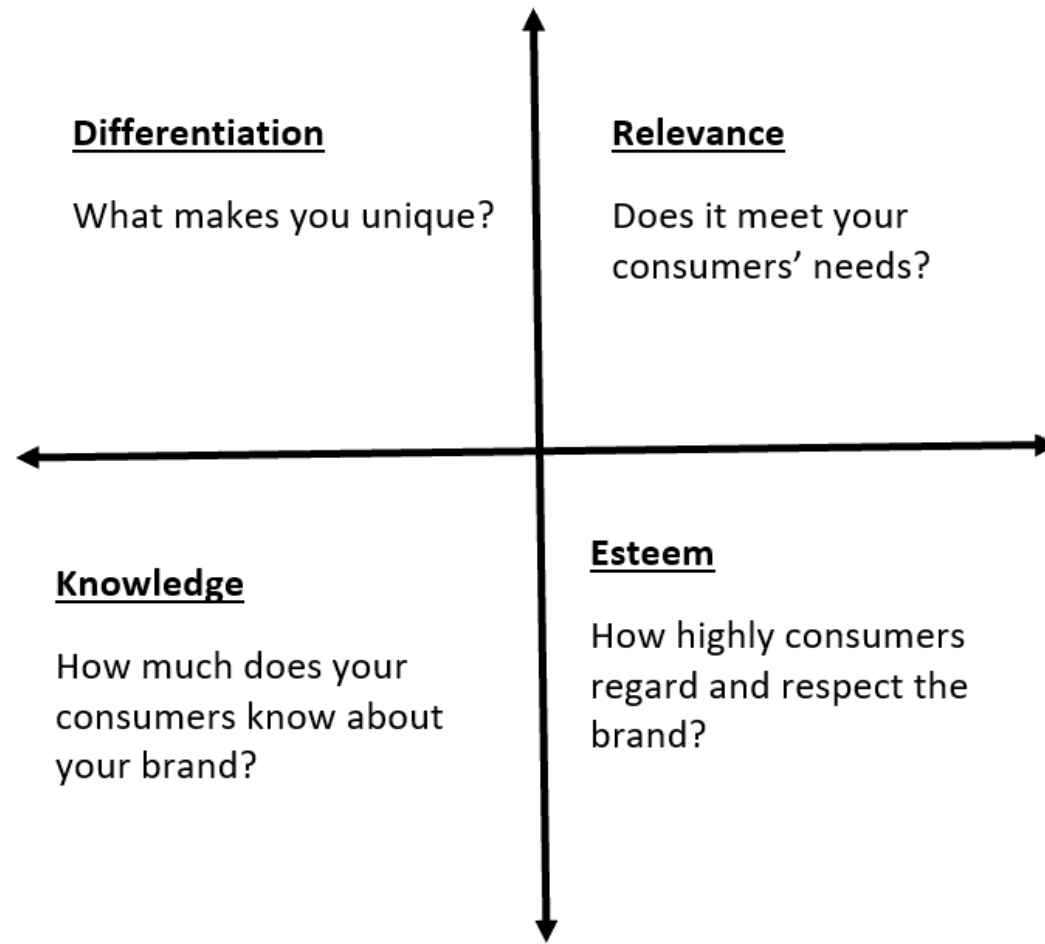 Differentiation
What makes you unique?
Relevance
Does it meet your
consumers’ needs?
Knowledge
How much does your
consumers know about
your brand?
Esteem
How highly consumers
regard and respect the
brand?